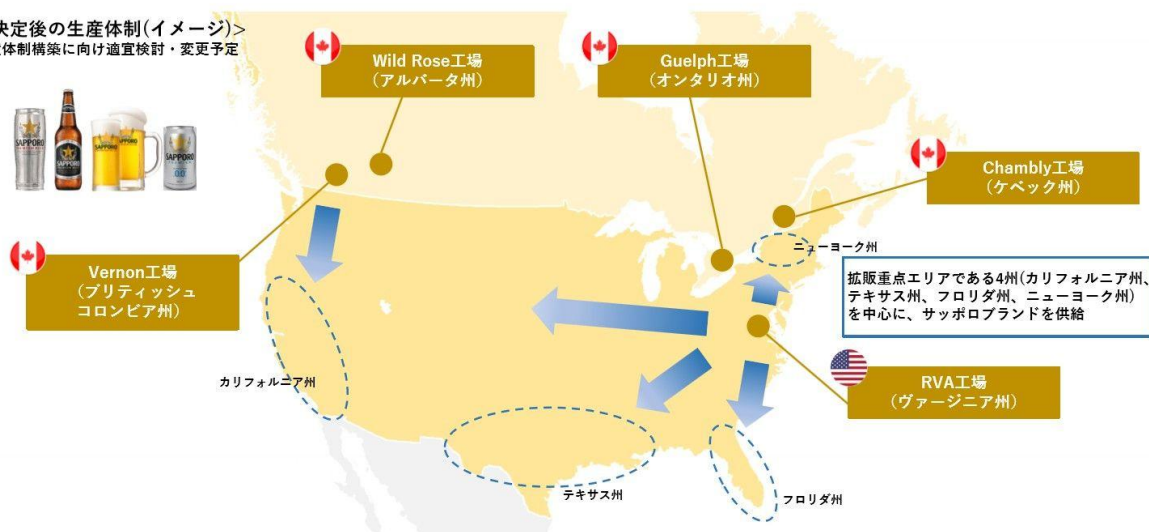 決定後の生産体制(イメージ)>
体制構築に向け適宜検討・変更予定
Wild Rose工場
(アルバータ州)
Guelph工場
(オンタリオ州)
Chambly工場
(ケベック州)
ニューヨーク州
Vernon工場
(ブリティッシュ
コロンビア州)
拡販重点エリアである4州(カリフォルニア州、
テキサス州、フロリダ州、ニューヨーク州)
を中心に、サッポロブランドを供給
カリフォルニア州
RVA工場
(ヴァージニア州)
テキサス州
フロリダ州
SAPPORO
SAPPORO
SAPPORO
SAPPORO